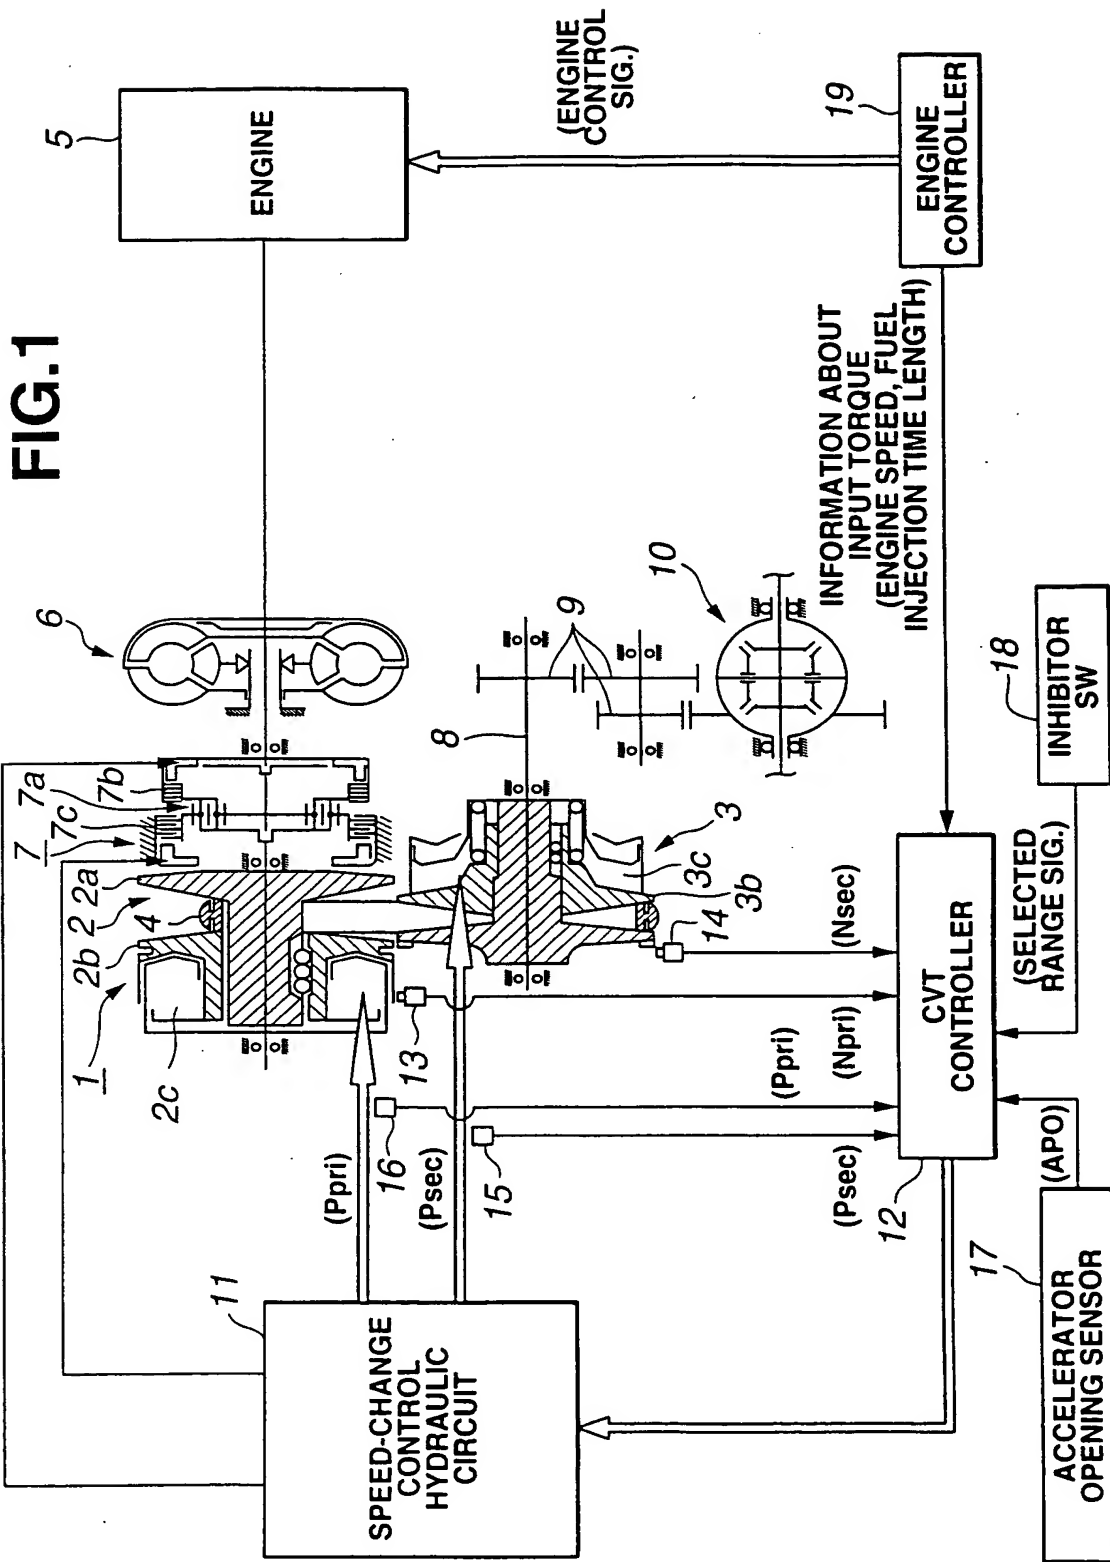 FIG.1
5
ENGINE
(ENGINE
CONTROL
SIG.)
19
ENGINE
CONTROLLER
6
INFORMATION ABOUT
INPUT TORQUE
(ENGINE SPEED, FUEL
INJECTION TIME LENGTH)
10
9
8
7
7a
7b
7c
2
2a
4
2b
1
2c
3
3c
3b
14
13
(Nsec)
(Npri)
(Ppri)
(Psec)
16
15
(Ppri)
(Psec)
11
SPEED-CHANGE
CONTROL
HYDRAULIC
CIRCUIT
12
CVT
CONTROLLER
(SELECTED
RANGE SIG.)
18
INHIBITOR
SW
(APO)
17
ACCELERATOR
OPENING SENSOR